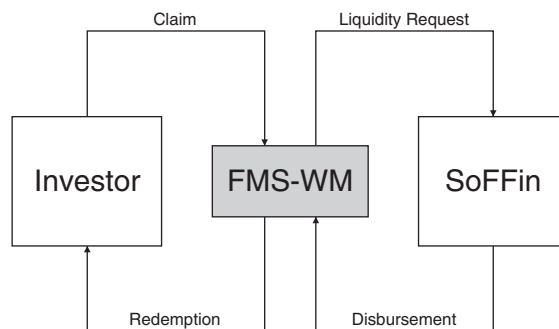 Claim
Liquidity Request
Investor
FMS-WM
SoFFin
Redemption
Disbursement